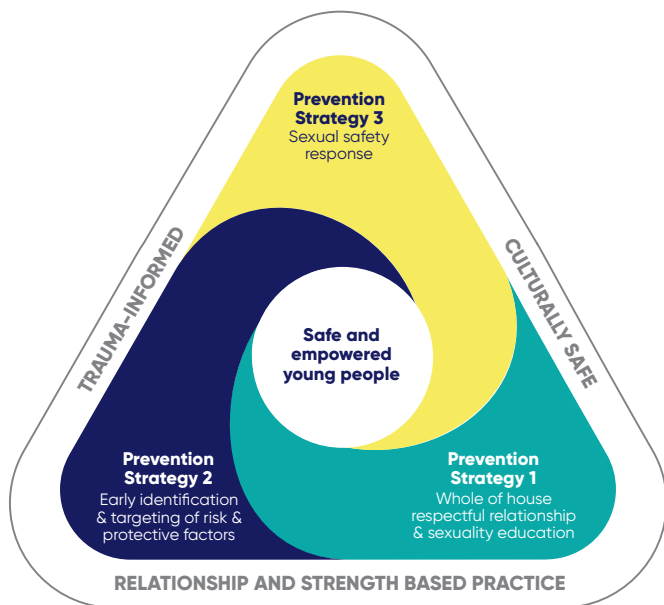 Prevention
Strategy 3
Sexual safety
response
TRAUMA-INFORMED
CULTURALLY SAFE
Safe and
empowered
young people
Prevention
Strategy 2
Early identification
& targeting of risk &
protective factors
Prevention
Strategy 1
Whole of house
respectful relationship
& sexuality education
RELATIONSHIP AND STRENGTH BASED PRACTICE